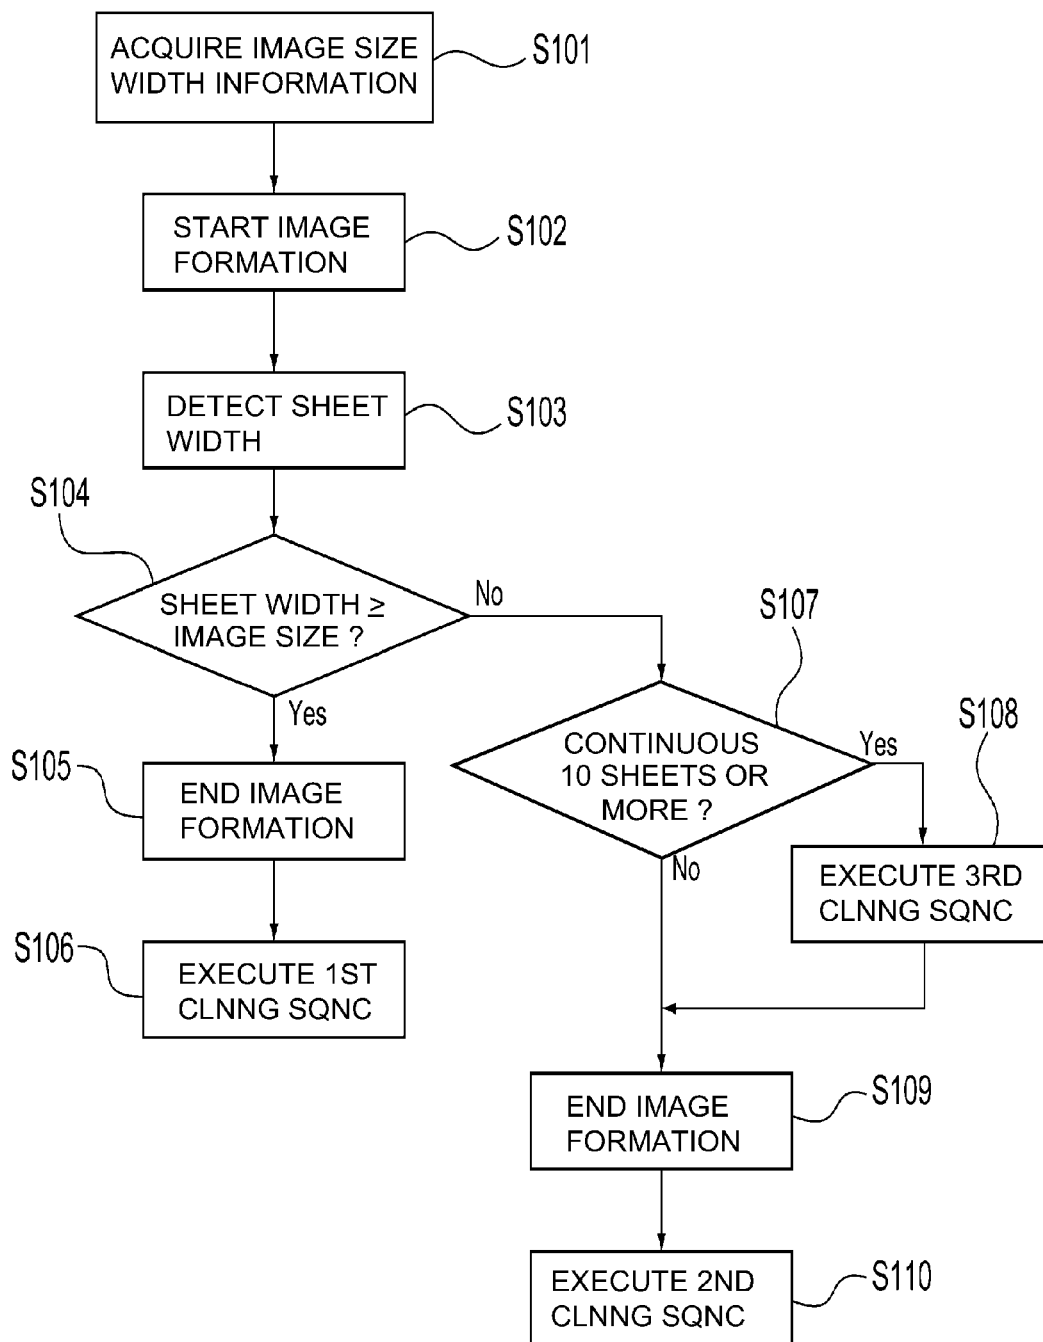 ACQUIRE IMAGE SIZE
WIDTH INFORMATION
S101
START IMAGE
FORMATION
S102
DETECT SHEET
WIDTH
S103
S104
SHEET WIDTH ≥
IMAGE SIZE ?
No
Yes
S107
CONTINUOUS
10 SHEETS OR
MORE ?
Yes
No
S108
EXECUTE 3RD
CLNNG SQNC
S105
END IMAGE
FORMATION
S106
EXECUTE 1ST
CLNNG SQNC
END IMAGE
FORMATION
S109
EXECUTE 2ND
CLNNG SQNC
S110